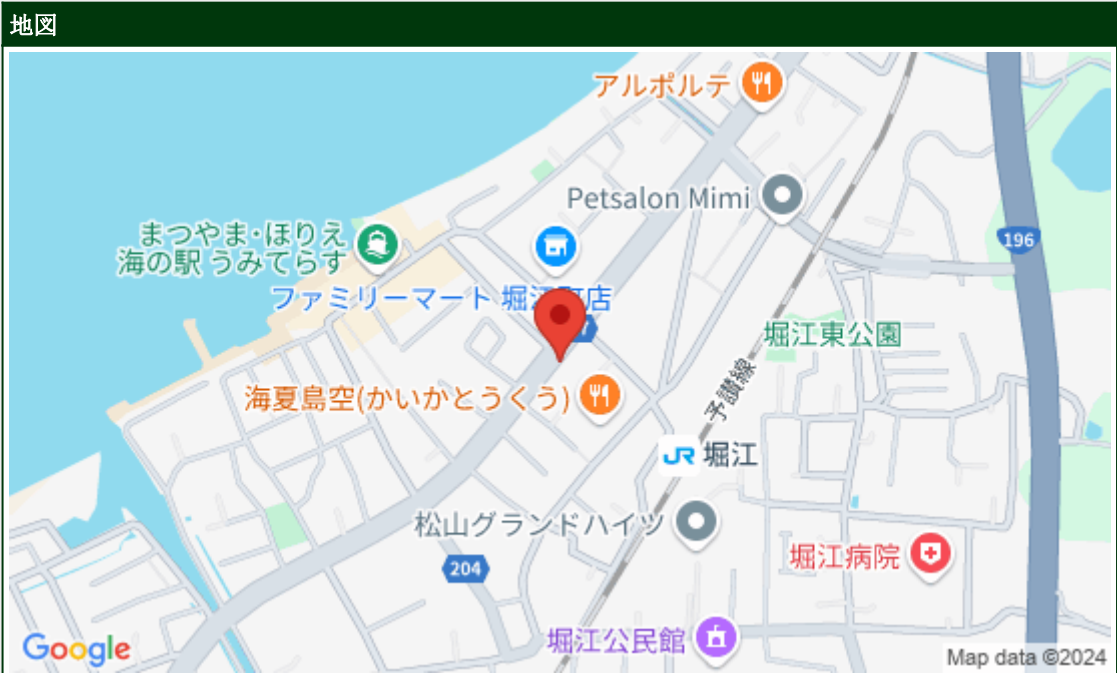 地図
アルポルテ
Petsalon Mimi
まつやま・ほりえ
海の駅 うみてらす
196
ファミリーマート 堀江町店
堀江東公園
海夏島空(かいかとうくう)
予讃線
JR 堀江
松山グランドハイツ
204
堀江病院
堀江公民館
Google
Map data ©2024